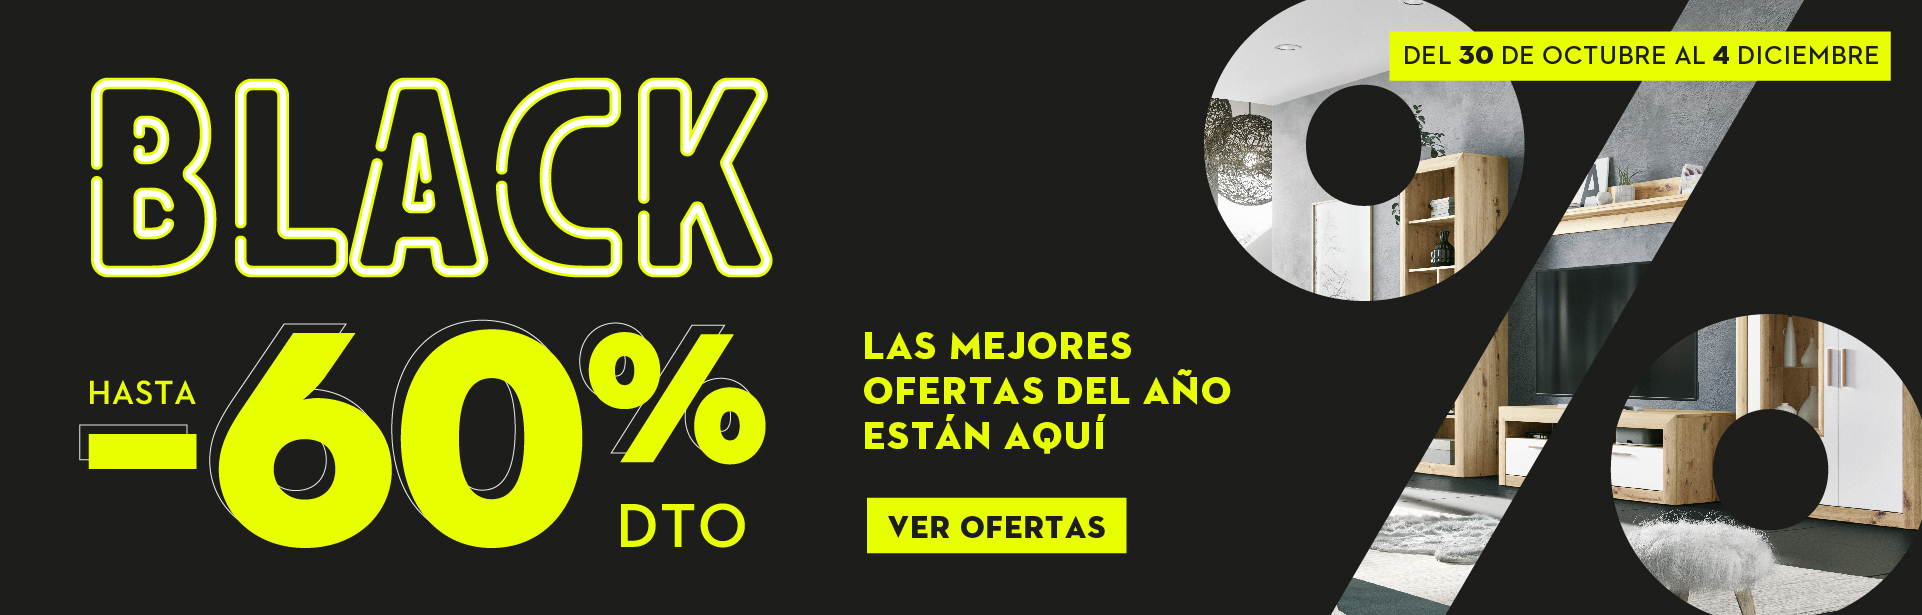 DEL 30 DE OCTUBRE AL 4 DICIEMBRE
BLACK
HASTA
-60%
DTO
LAS MEJORES
OFERTAS DEL AÑO
ESTÁN AQUÍ
VER OFERTAS